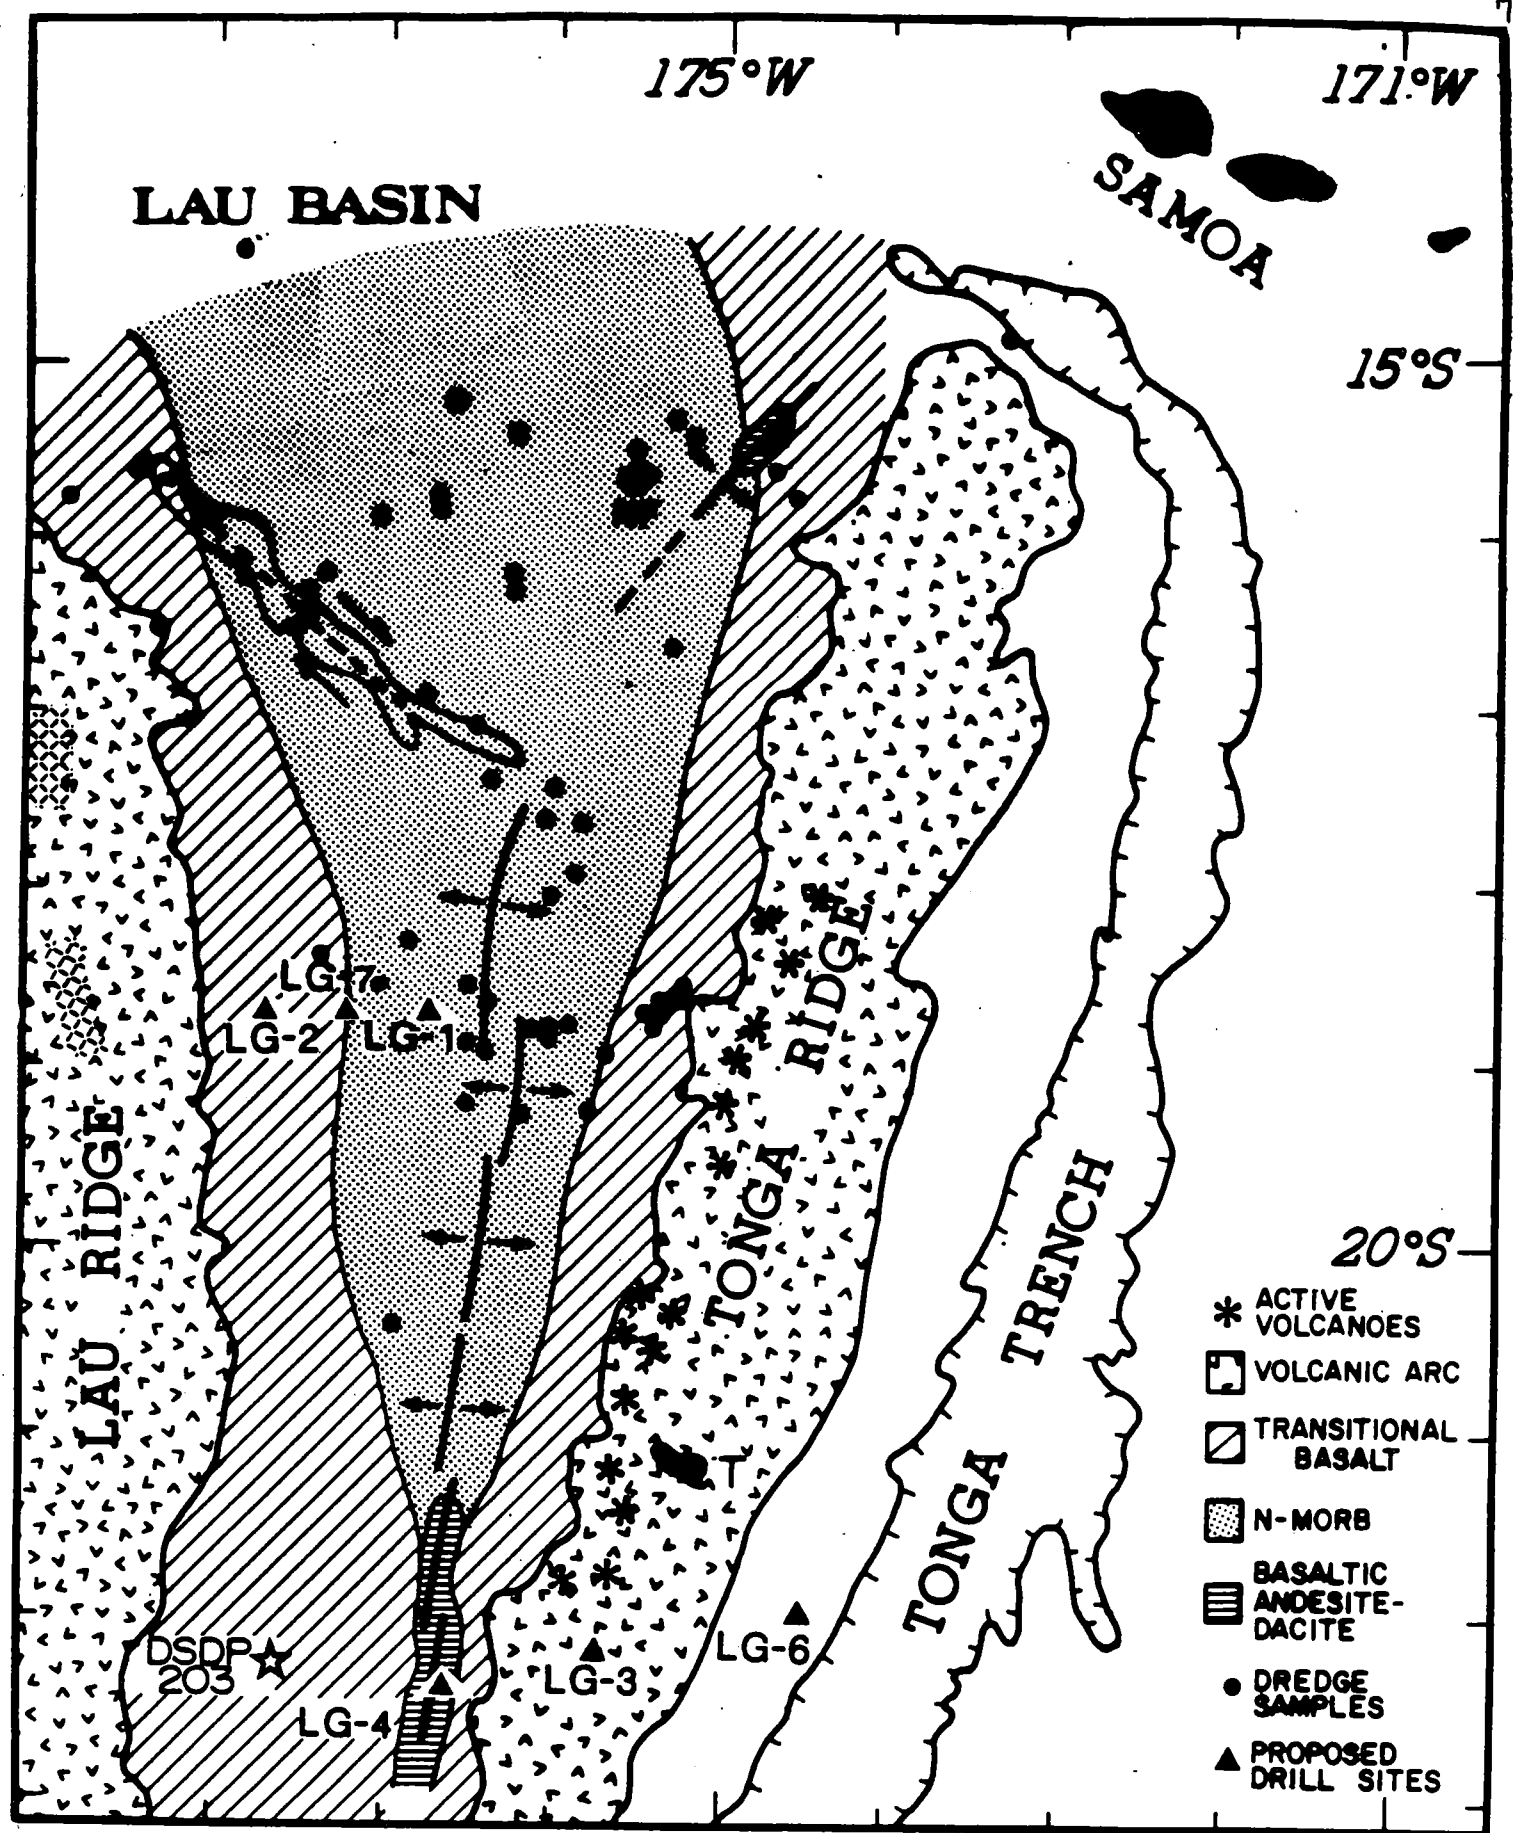 7
175°W
171°W
LAU BASIN
SAMOA
15°S
LG-7
LG-2
LG-1
TONGA RIDGE
LAU RIDGE
20°S
TONGA TRENCH
T
DSDP
203
LG-4
LG-3
LG-6
ACTIVE
VOLCANOES
VOLCANIC ARC
TRANSITIONAL
BASALT
N-MORB
BASALTIC
ANDESITE-
DACITE
DREDGE
SAMPLES
PROPOSED
DRILL SITES